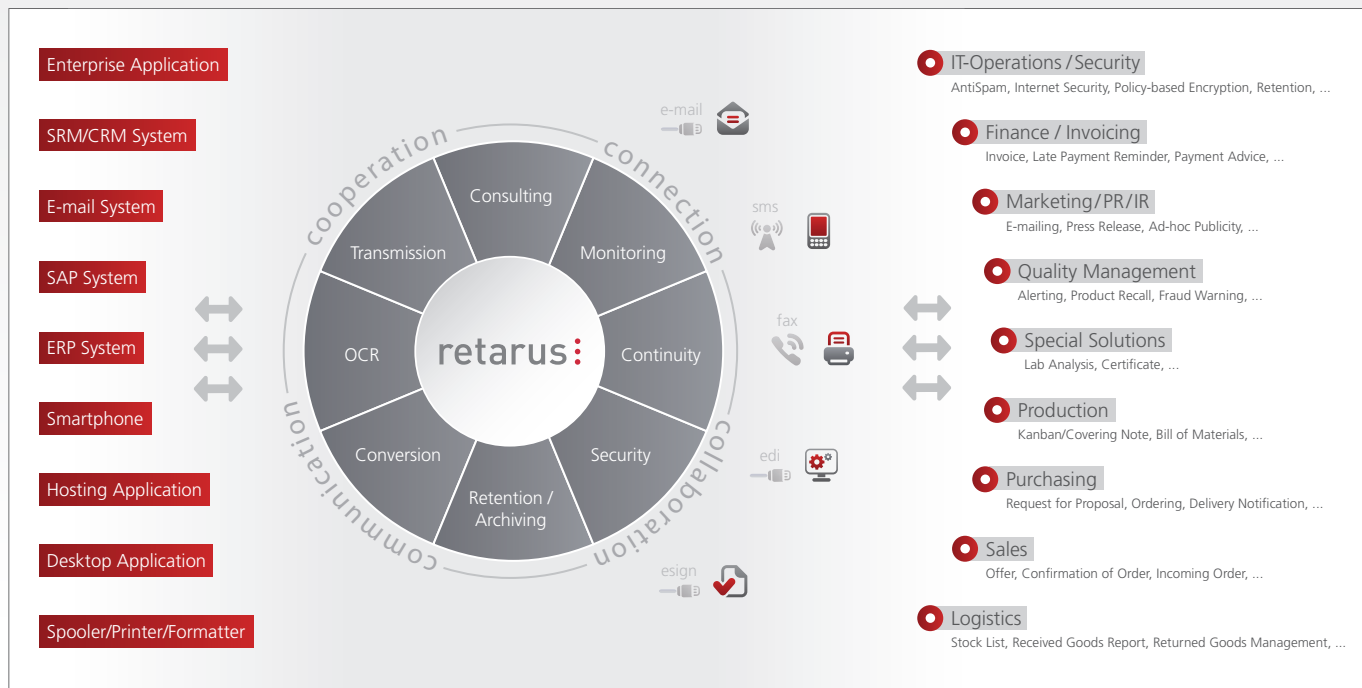 Enterprise Application
SRM/CRM System
E-mail System
SAP System
ERP System
Smartphone
Hosting Application
Desktop Application
Spooler/Printer/Formatter
cooperation
connection
collaboration
communication
Consulting
Monitoring
Continuity
Security
Retention /
Archiving
Conversion
OCR
Transmission
retarus
e-mail
sms
fax
edi
esign
IT-Operations / Security
AntiSpam, Internet Security, Policy-based Encryption, Retention, ...
Finance / Invoicing
Invoice, Late Payment Reminder, Payment Advice, ...
Marketing/PR/IR
E-mailing, Press Release, Ad-hoc Publicity, ...
Quality Management
Alerting, Product Recall, Fraud Warning, ...
Special Solutions
Lab Analysis, Certificate, ...
Production
Kanban/Covering Note, Bill of Materials, ...
Purchasing
Request for Proposal, Ordering, Delivery Notification, ...
Sales
Offer, Confirmation of Order, Incoming Order, ...
Logistics
Stock List, Received Goods Report, Returned Goods Management, ...